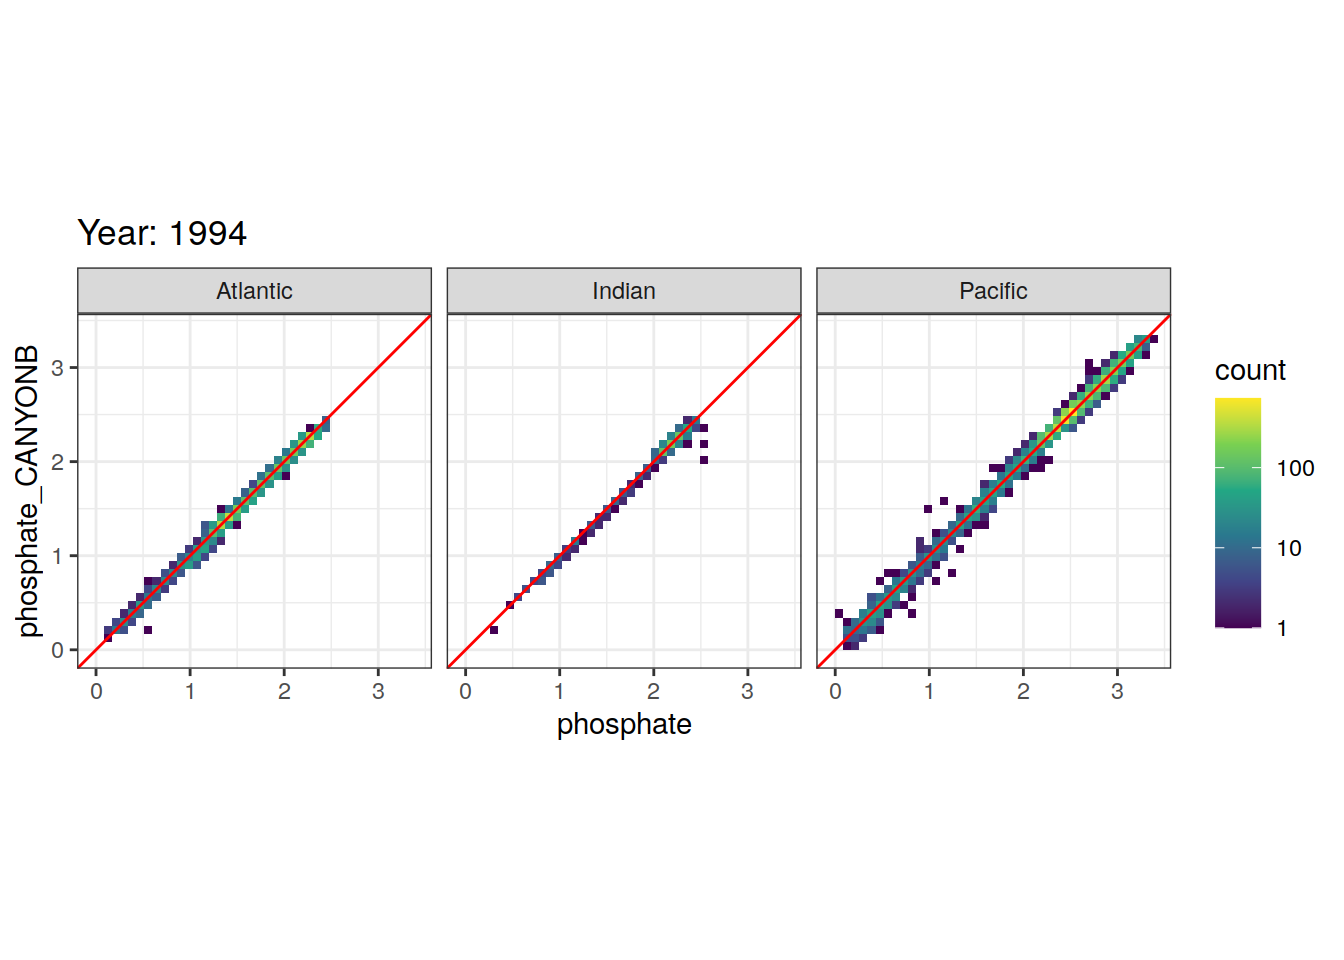 Year: 1994
Atlantic
Indian
Pacific
phosphate_CANYONB
3
2
1
0
0 1 2 3
0 1 2 3
0 1 2 3
phosphate
count
100
10
1